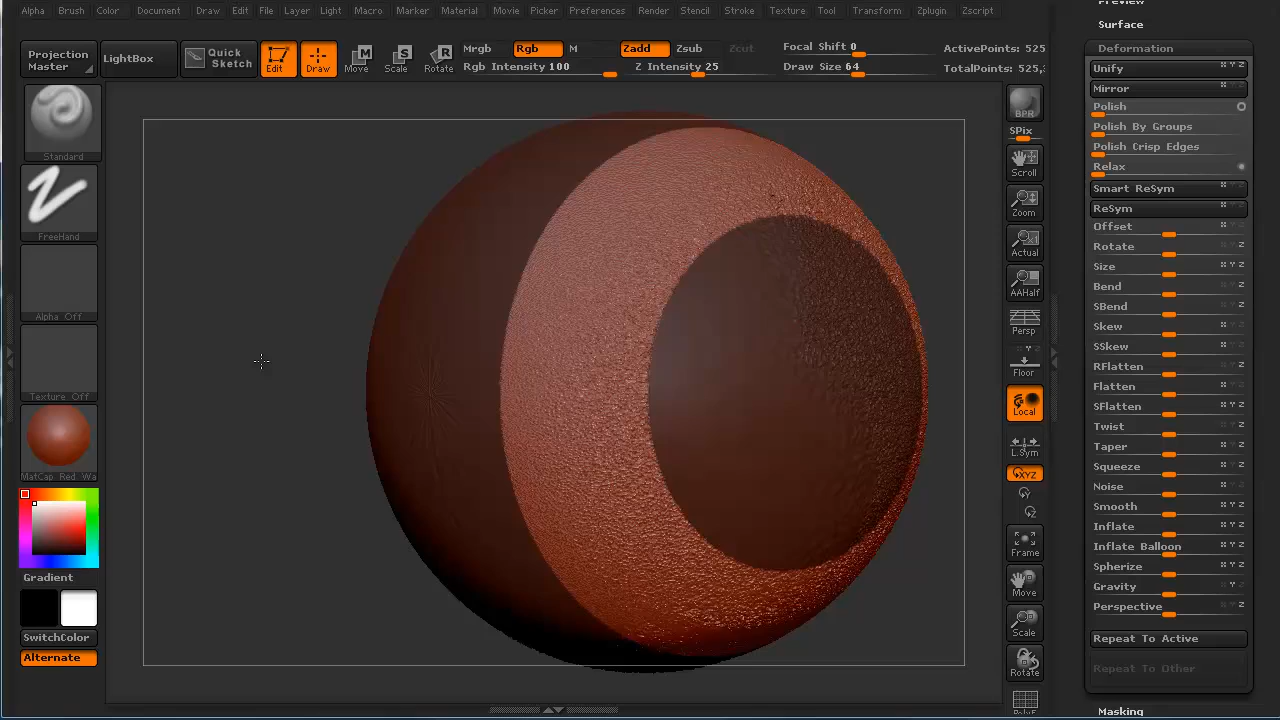 Alpha Brush Color Document Draw Edit File Layer Light Macro Marker Material Movie Picker Preferences Render Stencil Stroke Texture Tool Transform Zplugin Zscript
Projection Master
LightBox
Quick Sketch
Edit
Draw
Move
Scale
Rotate
Mrgb Rgb M
Rgb Intensity 100
Zadd Zsub Zcut
Z Intensity 25
Focal Shift 0
Draw Size 64
ActivePoints: 525
TotalPoints: 525,
Standard
FreeHand
Alpha Off
Texture Off
MatCap Red Wa
Gradient
SwitchColor
Alternate
BPR
SPix
Scroll
Zoom
Actual
AAHalf
Persp
Floor
Local
L.Sym
XYZ
Y
Z
Frame
Move
Scale
Rotate
PolyF
Preview
Surface
Deformation
Unify
Mirror
Polish
Polish By Groups
Polish Crisp Edges
Relax
Smart ReSym
ReSym
Offset
Rotate
Size
Bend
SBend
Skew
SSkew
RFlatten
Flatten
SFlatten
Twist
Taper
Squeeze
Noise
Smooth
Inflate
Inflate Balloon
Spherize
Gravity
Perspective
Repeat To Active
Repeat To Other
Masking